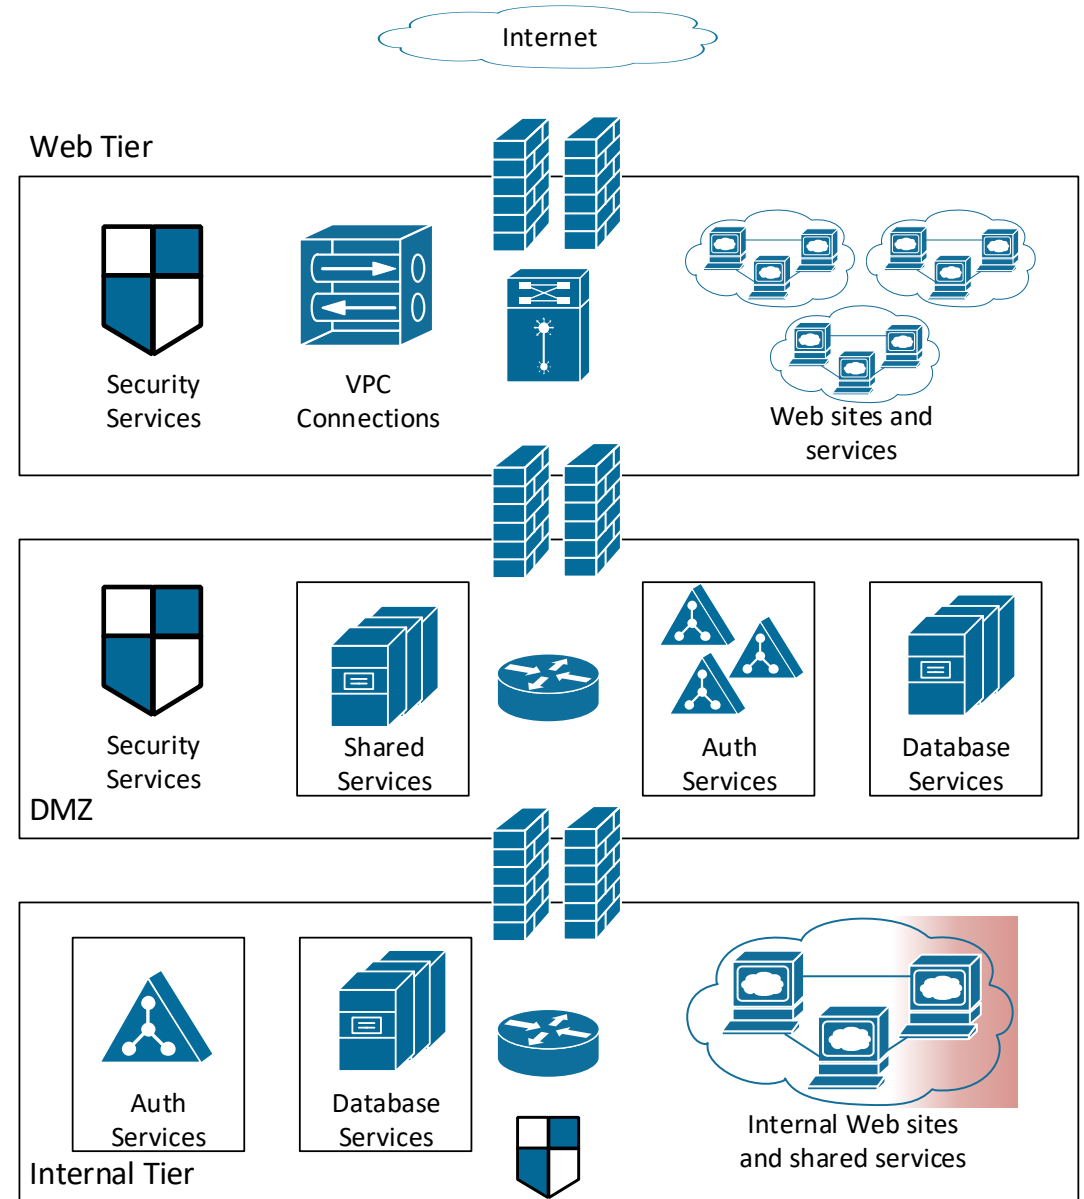 Internet
Web Tier
Security
Services
VPC
Connections
Web sites and
services
Security
Services
Shared
Services
Auth
Services
Database
Services
DMZ
Auth
Services
Database
Services
Internal Web sites
and shared services
Internal Tier